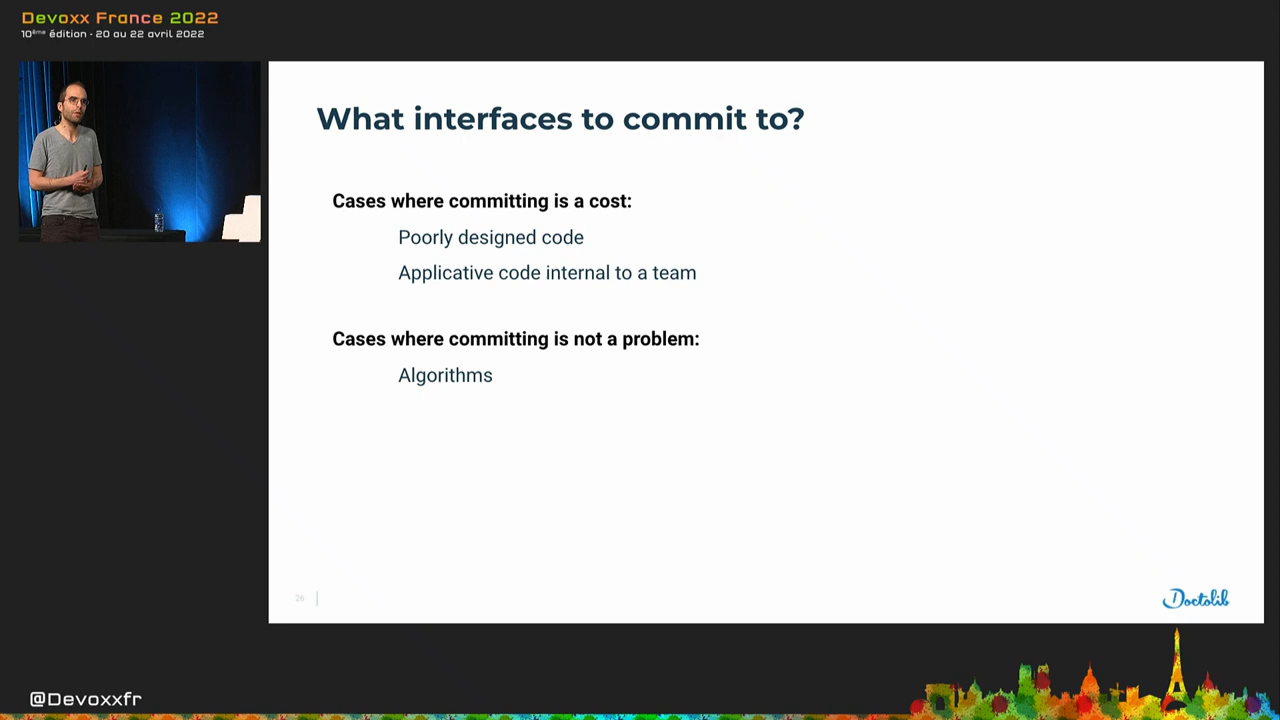 Devoxx France 2022
10ème édition - 20 au 22 avril 2022
What interfaces to commit to?
Cases where committing is a cost:
Poorly designed code
Applicative code internal to a team
Cases where committing is not a problem:
Algorithms
26
Doctolib
@Devoxxfr